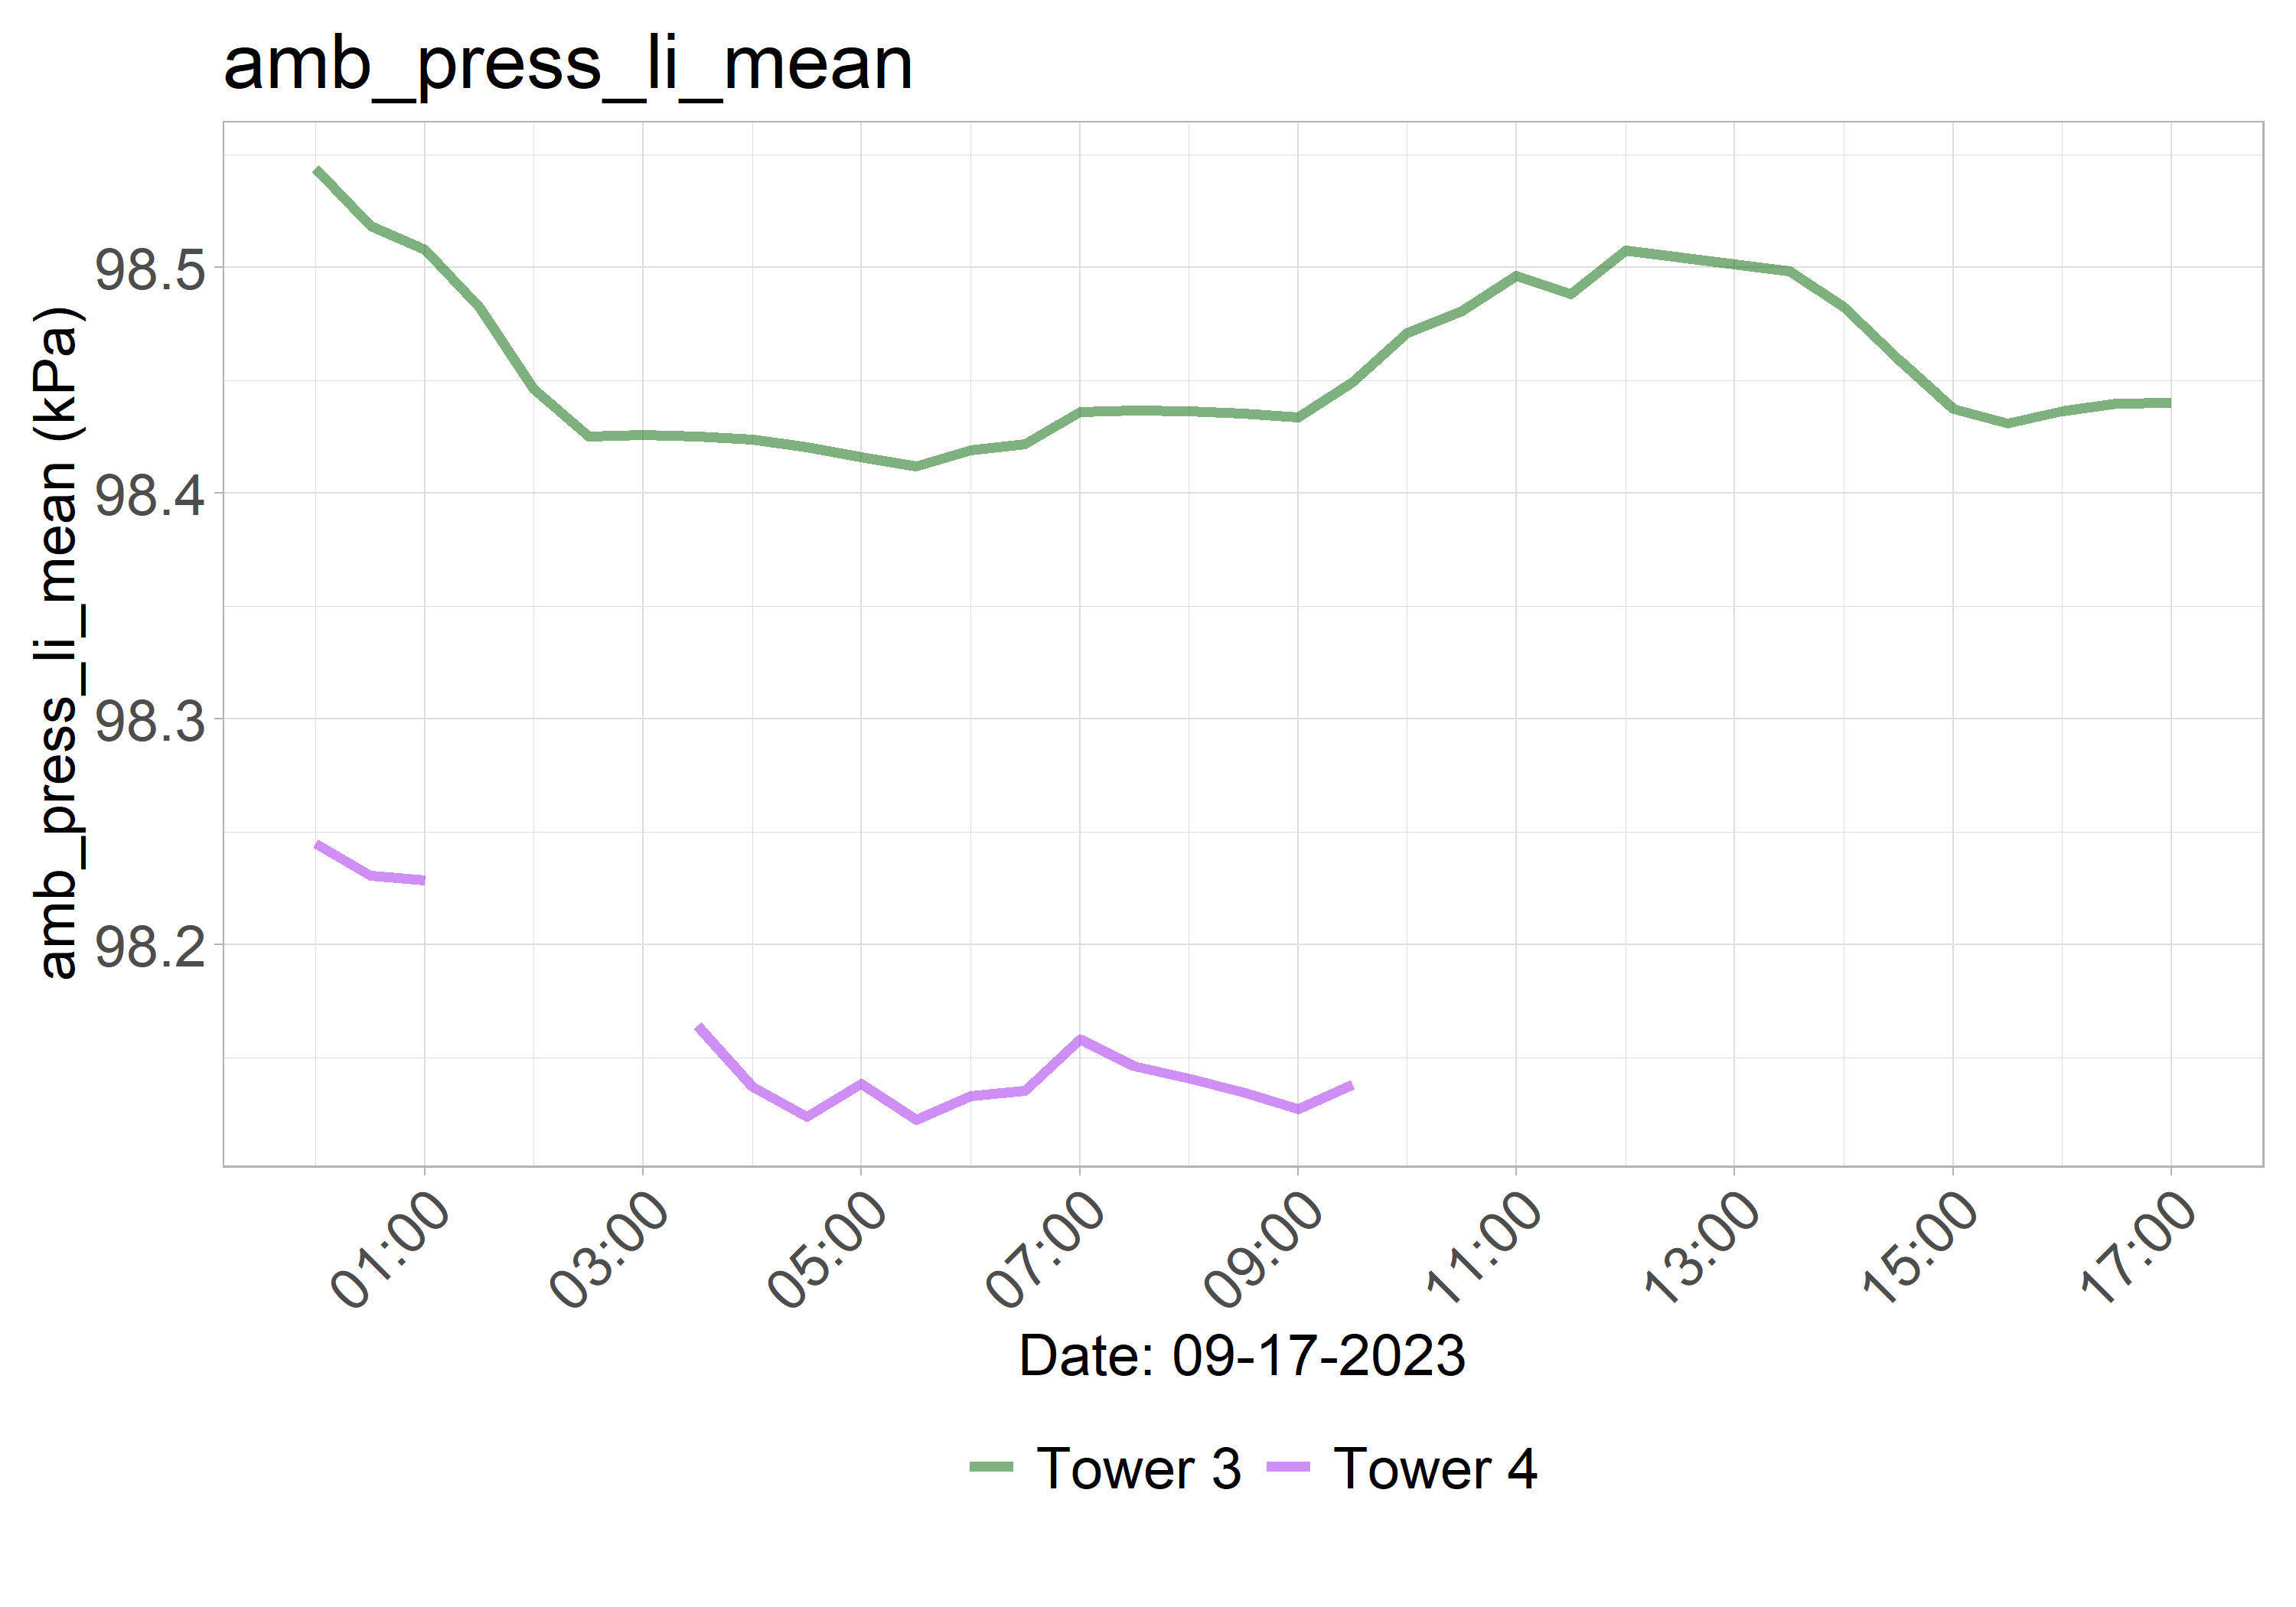 amb_press_li_mean
amb_press_li_mean (kPa)
98.5
98.4
98.3
98.2
01:00 03:00 05:00 07:00 09:00 11:00 13:00 15:00 17:00
Date: 09-17-2023
Tower 3 Tower 4